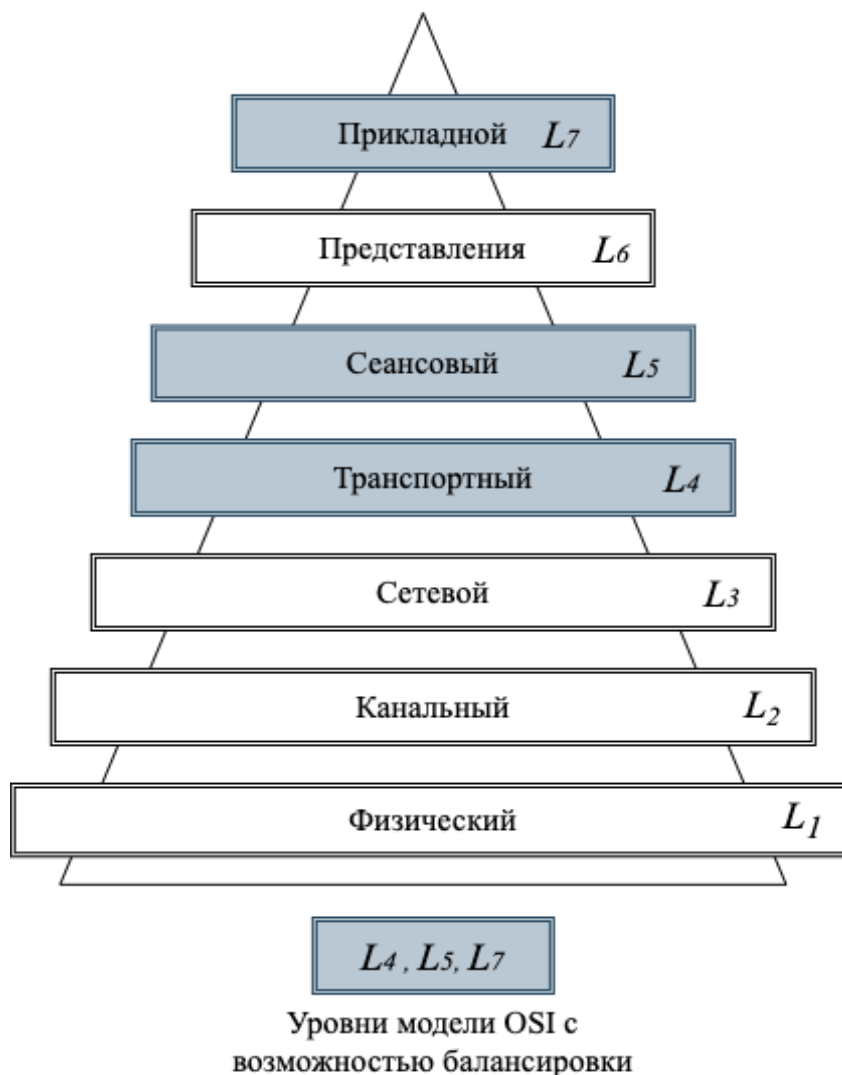 Прикладной L7
Представления L6
Сеансовый L5
Транспортный L4
Сетевой L3
Канальный L2
Физический L1
L4 , L5, L7
Уровни модели OSI с
возможностью балансировки